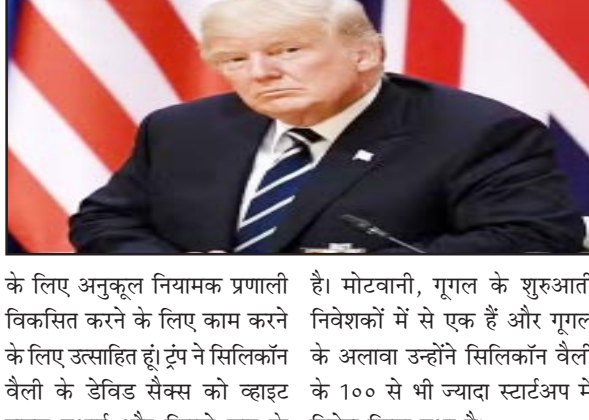 के लिए अनुकूल नियामक प्रणाली
विकसित करने के लिए काम करने
के लिए उत्साहित हूं। ट्रंप ने सिलिकॉन
वैली के डेविड सैक्स को व्हाइट
है। मोटवानी, गूगल के शुरुआती
निवेशकों में से एक हैं और गूगल
के अलावा उन्होंने सिलिकॉन वैली
के १०० से भी ज्यादा स्टार्टअप में